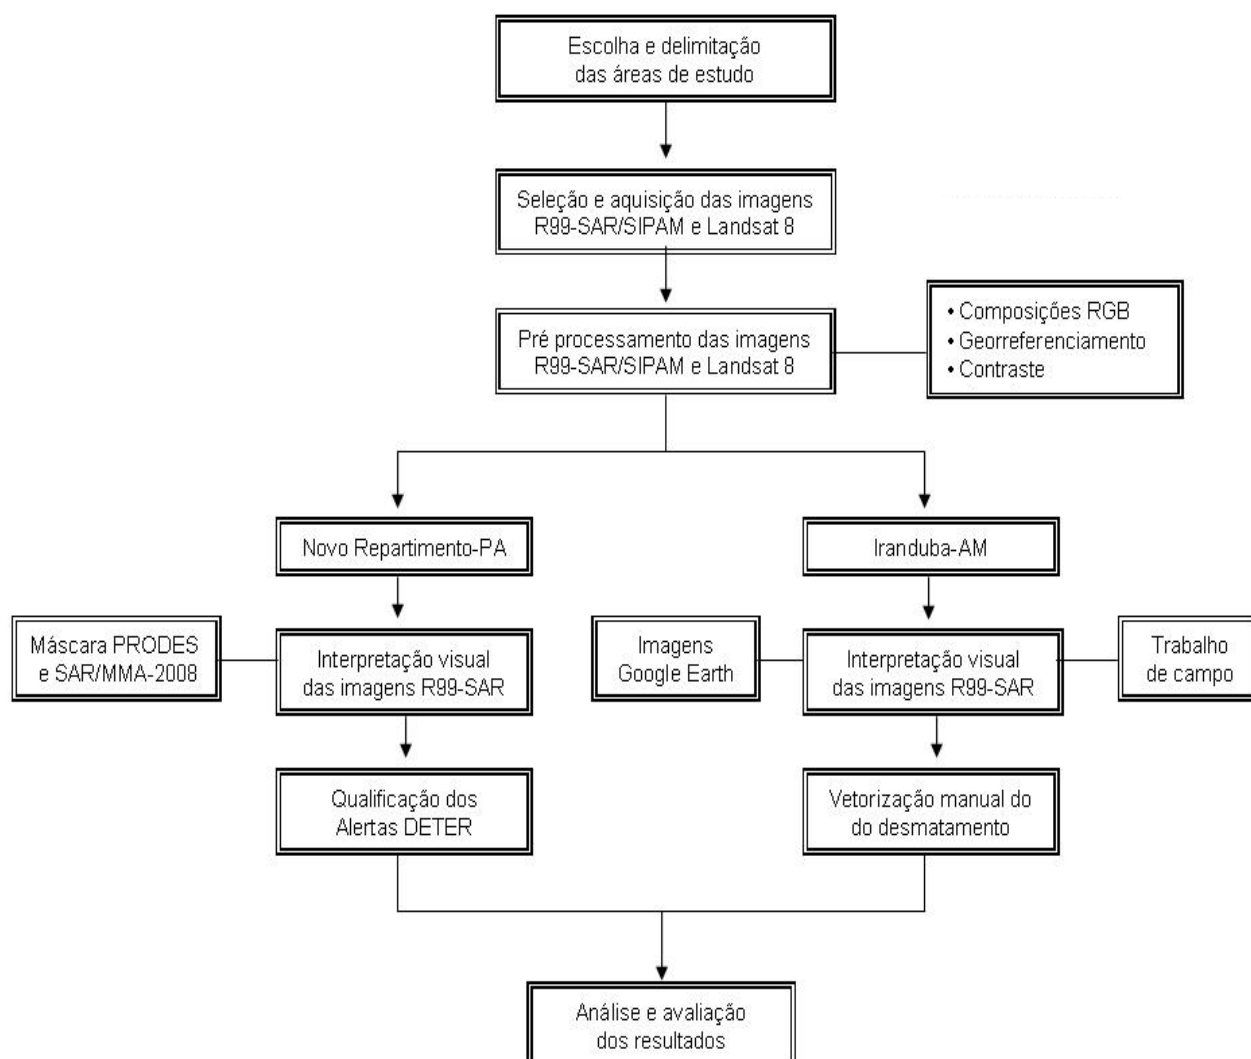 Escolha e delimitação
das áreas de estudo
Seleção e aquisição das imagens
R99-SAR/SIPAM e Landsat 8
Pré processamento das imagens
R99-SAR/SIPAM e Landsat 8
• Composições RGB
• Georreferenciamento
• Contraste
Novo Repartimento-PA
Iranduba-AM
Máscara PRODES
e SAR/MMA-2008
Interpretação visual
das imagens R99-SAR
Imagens
Google Earth
Interpretação visual
das imagens R99-SAR
Trabalho
de campo
Qualificação dos
Alertas DETER
Vetorização manual do
do desmatamento
Análise e avaliação
dos resultados